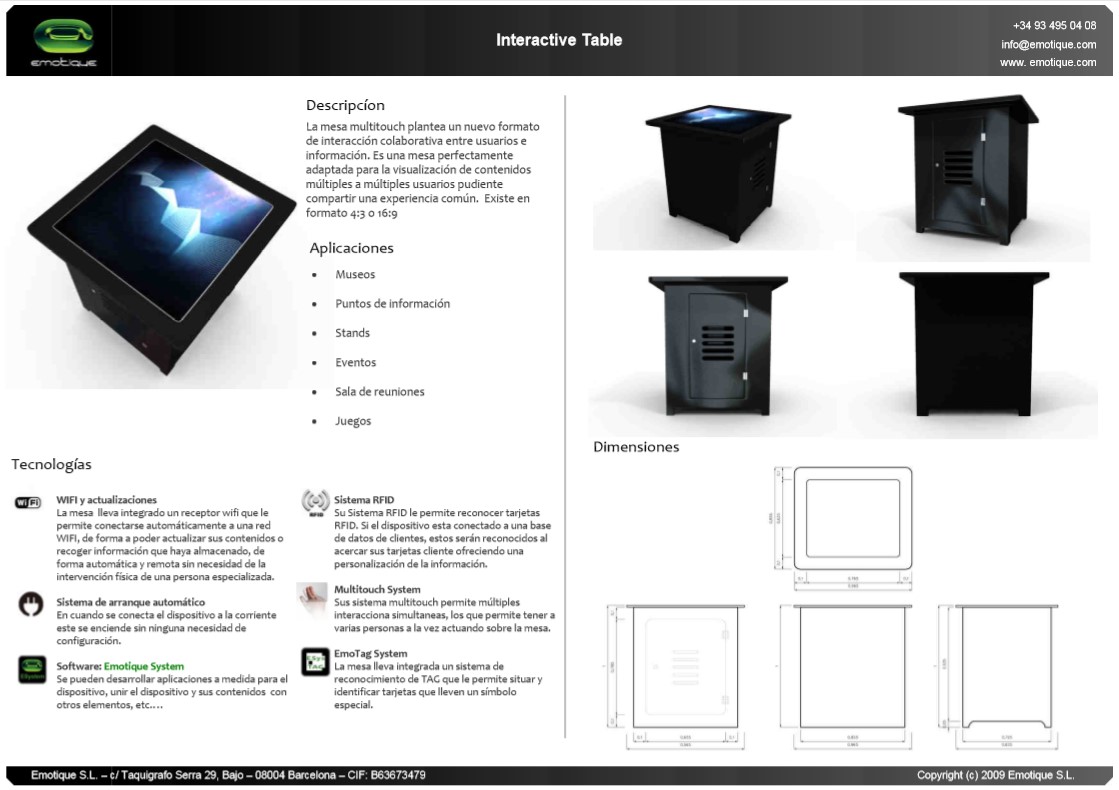 emotique
Interactive Table
+34 93 495 04 08
info@emotique.com
www. emotique.com
Descripcíon
La mesa multitouch plantea un nuevo formato
de interacción colaborativa entre usuarios e
información. Es una mesa perfectamente
adaptada para la visualización de contenidos
múltiples a múltiples usuarios pudiente
compartir una experiencia común. Existe en
formato 4:3 o 16:9
Aplicaciones
• Museos
• Puntos de información
• Stands
• Eventos
• Sala de reuniones
• Juegos
Tecnologías
WiFi
WIFI y actualizaciones
La mesa lleva integrado un receptor wifi que le
permite conectarse automáticamente a una red
WIFI, de forma a poder actualizar sus contenidos o
recoger información que haya almacenado, de
forma automática y remota sin necesidad de la
intervención física de una persona especializada.
Sistema de arranque automático
En cuando se conecta el dispositivo a la corriente
este se enciende sin ninguna necesidad de
configuración.
Software: Emotique System
Se pueden desarrollar aplicaciones a medida para el
dispositivo, unir el dispositivo y sus contenidos con
otros elementos, etc....
RFID
Sistema RFID
Su Sistema RFID le permite reconocer tarjetas
RFID. Si el dispositivo esta conectado a una base
de datos de clientes, estos serán reconocidos al
acercar sus tarjetas cliente ofreciendo una
personalización de la información.
Multitouch System
Sus sistema multitouch permite múltiples
interacciona simultaneas, los que permite tener a
varias personas a la vez actuando sobre la mesa.
EmoTag System
La mesa lleva integrada un sistema de
reconocimiento de TAG que le permite situar y
identificar tarjetas que lleven un símbolo
especial.
Dimensiones
Emotique S.L. – c/ Taquigrafo Serra 29, Bajo – 08004 Barcelona – CIF: B63673479
Copyright (c) 2009 Emotique S.L.